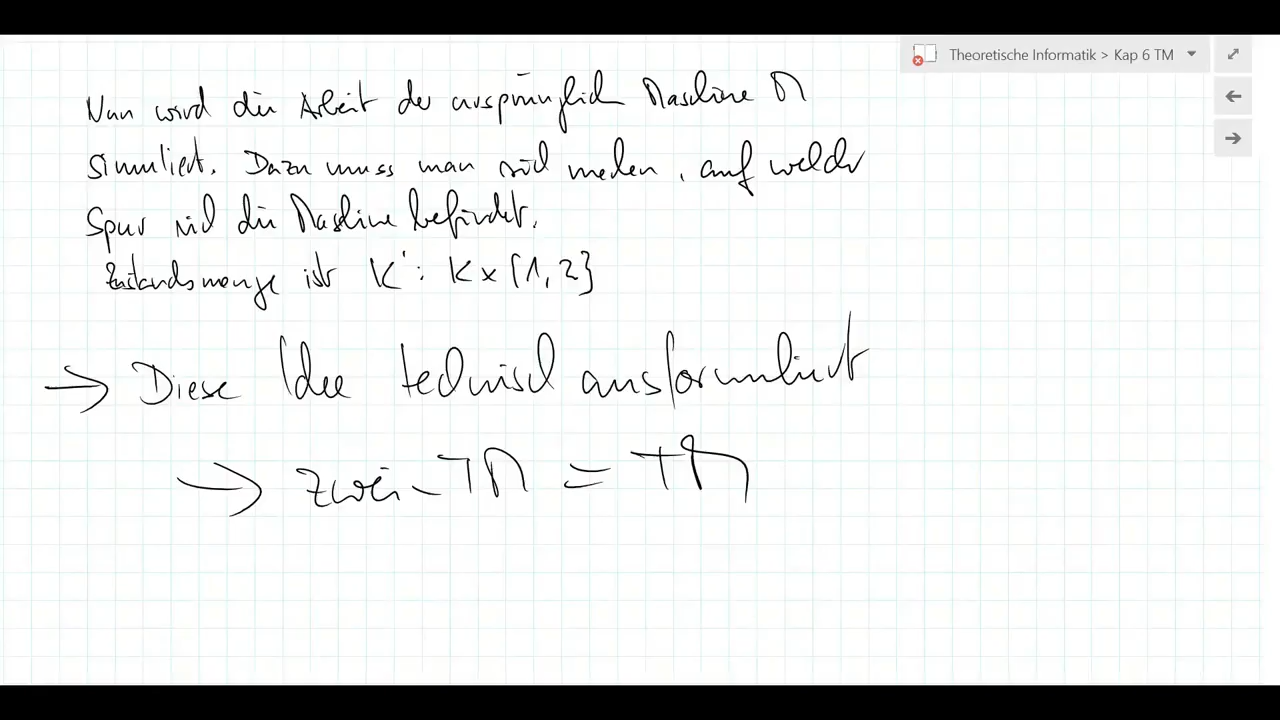 Theoretische Informatik > Kap 6 TM
Nun wird die Arbeit der ursprünglich Maschine M
simuliert. Dazu muss man sich merken, auf welcher
Spur sich die Maschine befindet.
Zustandsmenge ist K': K x {1, 2}
→ Diese Idee technisch ausformuliert
→ zwei-TM = TM